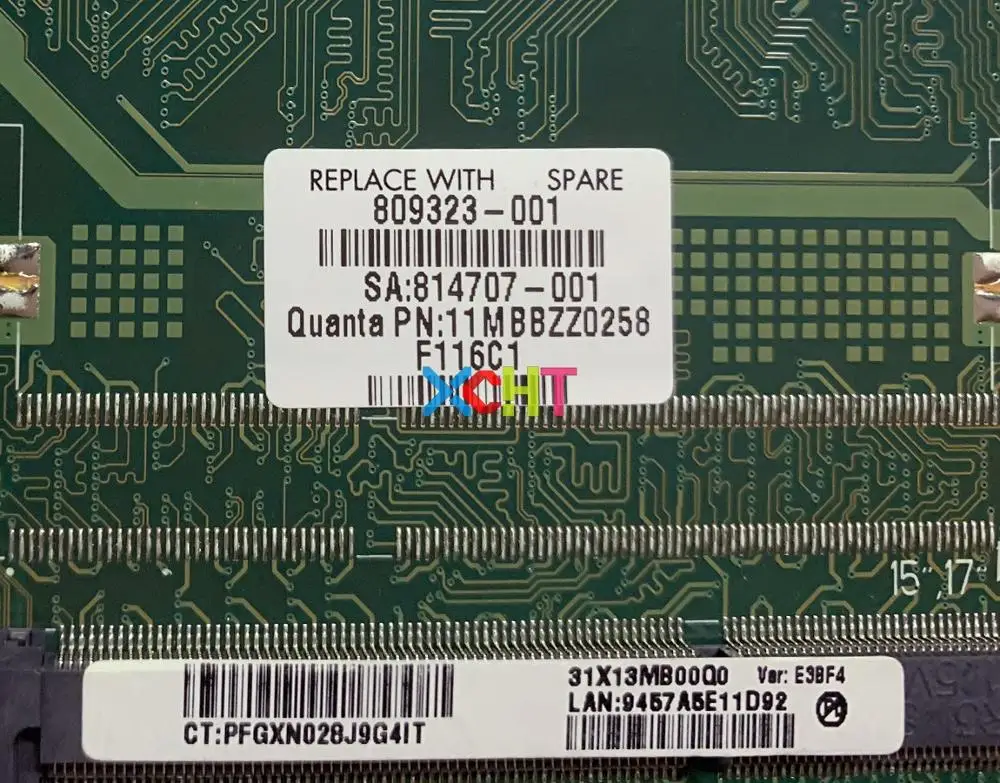 REPLACE WITH SPARE
809323-001
SA:814707-001
Quanta PN:11MBBZZ0258
F116C1
XCHT
15",17"
31X13MB00Q0 Var: E3BF4
LAN:9457A5E11D92
CT:PFGXN028J9G4IT